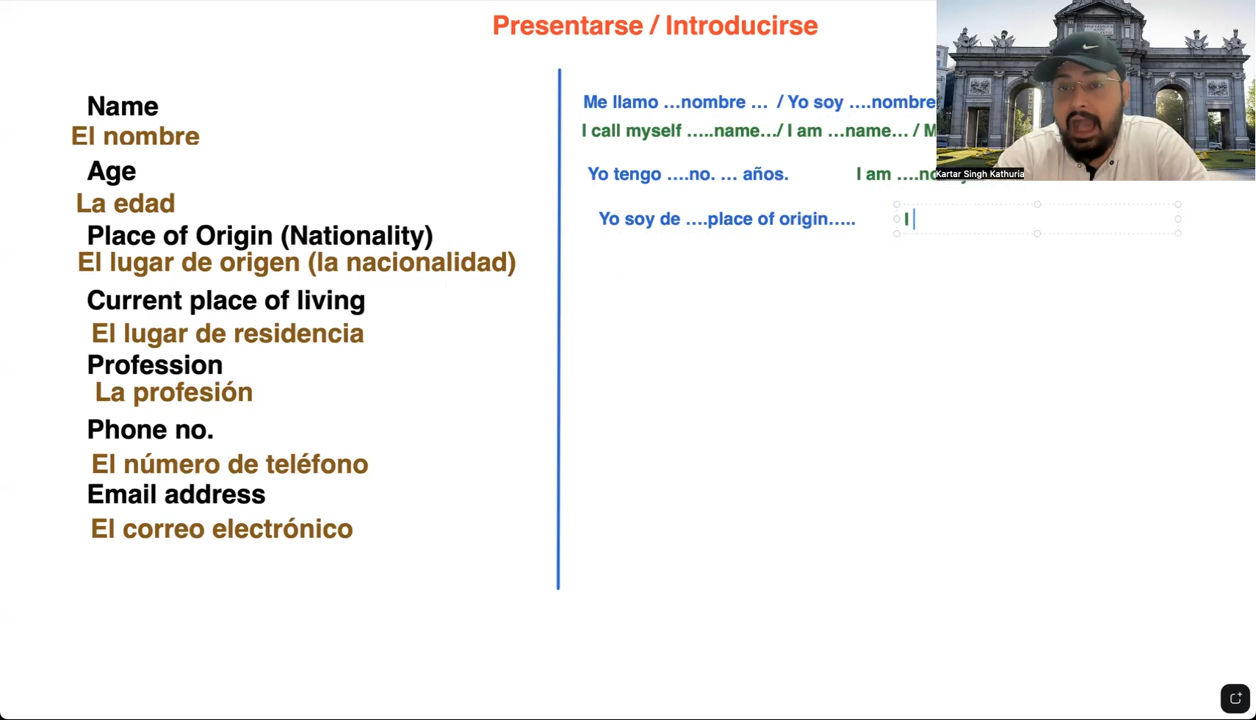 Presentarse / Introducirse
Name
El nombre
Age
La edad
Place of Origin (Nationality)
El lugar de origen (la nacionalidad)
Current place of living
El lugar de residencia
Profession
La profesión
Phone no.
El número de teléfono
Email address
El correo electrónico
Me llamo …nombre … / Yo soy ….nombre
I call myself …..name…/ I am …name… / M
Yo tengo ….no. … años.
I am ….no
Yo soy de ….place of origin…..
I
Kartar Singh Kathuria